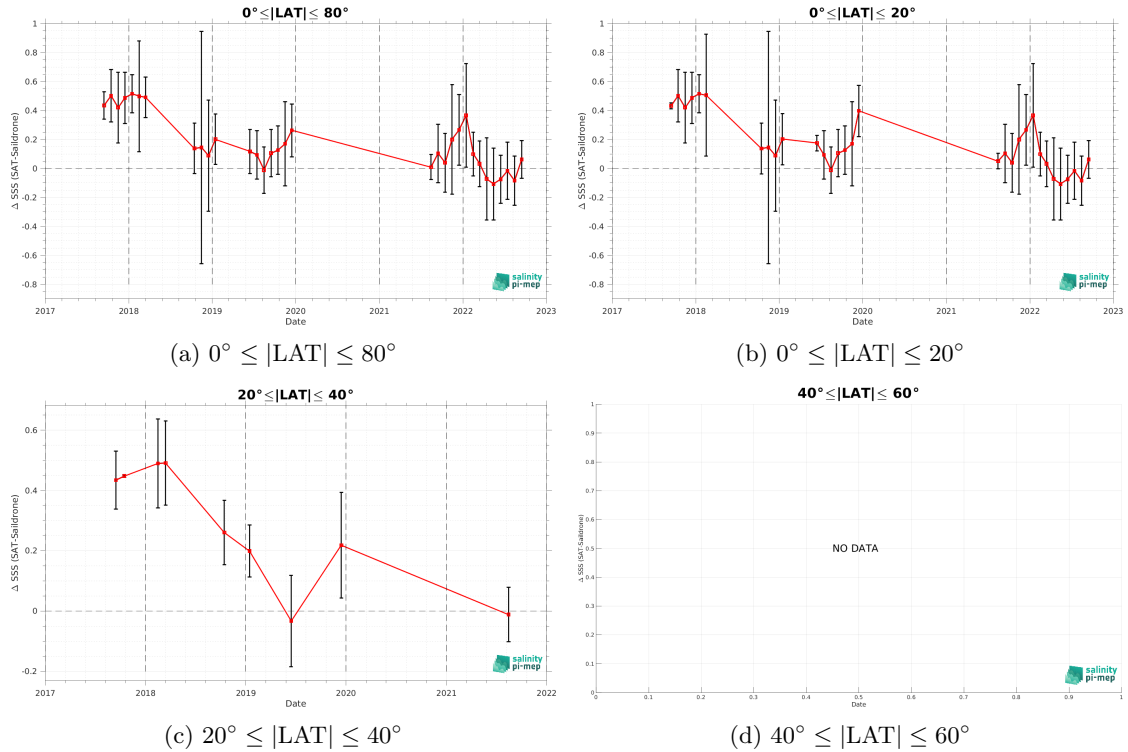 0°≤|LAT|≤ 80°
1
0.8
0.6
0.4
0.2
0
-0.2
-0.4
-0.6
-0.8
Δ SSS (SAT-Saildrone)
2017 2018 2019 2020 2021 2022 2023
Date
salinity
pi-mep
(a) 0° ≤ |LAT| ≤ 80°
0°≤|LAT|≤ 20°
1
0.8
0.6
0.4
0.2
0
-0.2
-0.4
-0.6
-0.8
Δ SSS (SAT-Saildrone)
2017 2018 2019 2020 2021 2022 2023
Date
salinity
pi-mep
(b) 0° ≤ |LAT| ≤ 20°
20°≤|LAT|≤ 40°
0.6
0.4
0.2
0
-0.2
Δ SSS (SAT-Saildrone)
2017 2018 2019 2020 2021 2022
Date
salinity
pi-mep
(c) 20° ≤ |LAT| ≤ 40°
40°≤|LAT|≤ 60°
1
0.9
0.8
0.7
0.6
0.5
0.4
0.3
0.2
0.1
0
Δ SSS (SAT-Saildrone)
NO DATA
0 0.1 0.2 0.3 0.4 0.5 0.6 0.7 0.8 0.9 1
Date
salinity
pi-mep
(d) 40° ≤ |LAT| ≤ 60°